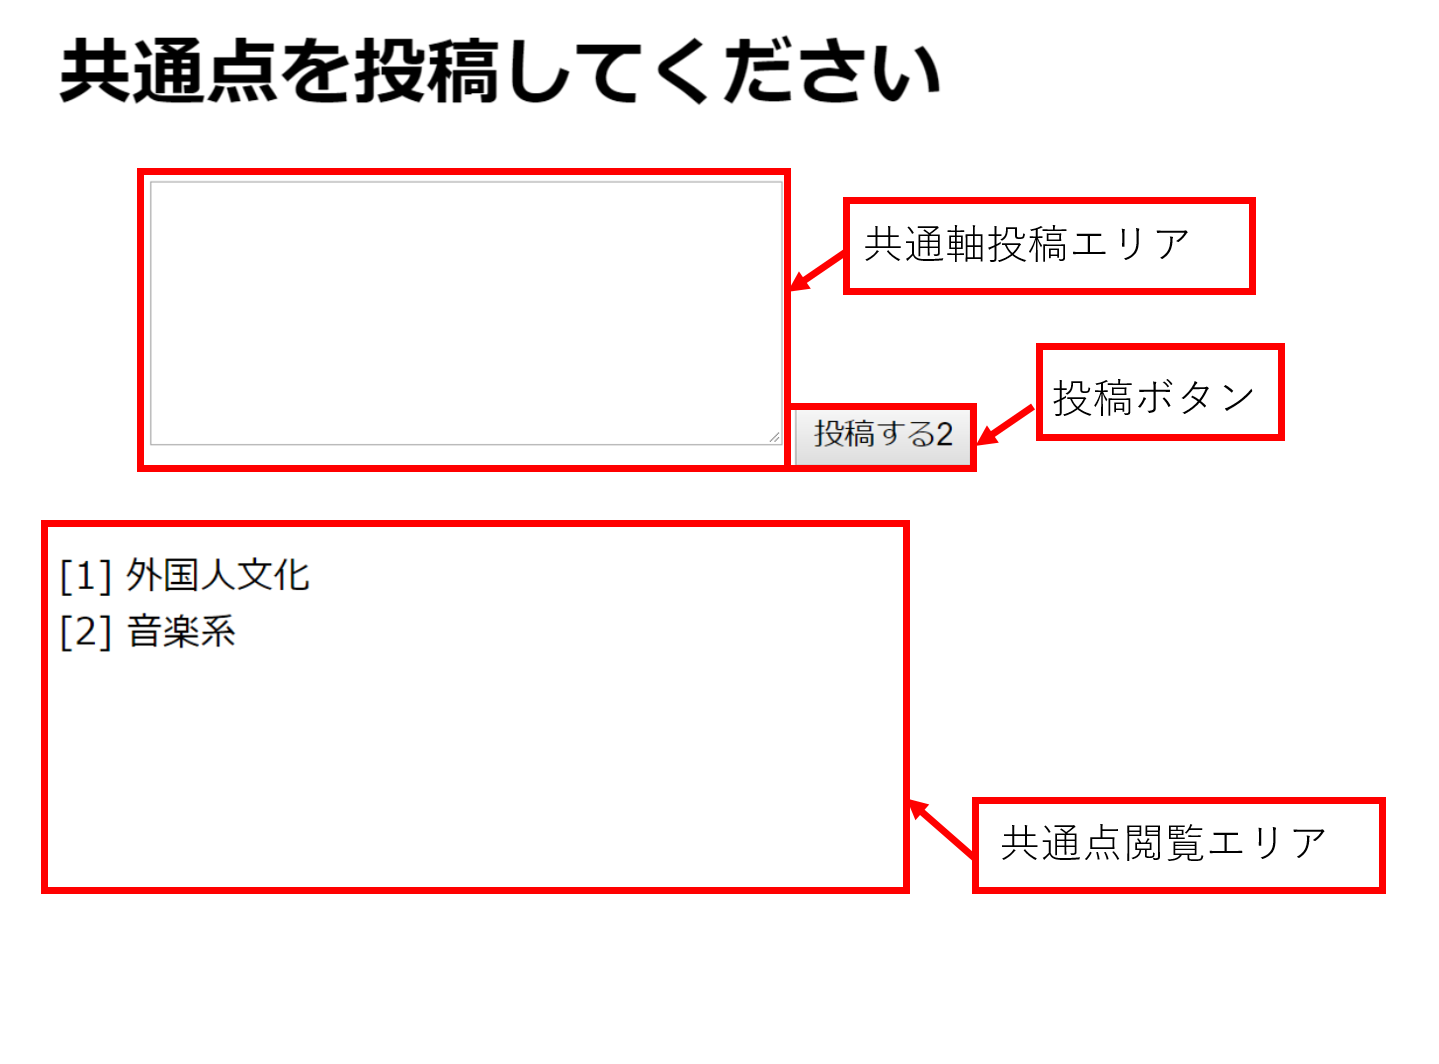 共通点を投稿してください
共通軸投稿エリア
投稿ボタン
投稿する2
[1] 外国人文化
[2] 音楽系
共通点閲覧エリア